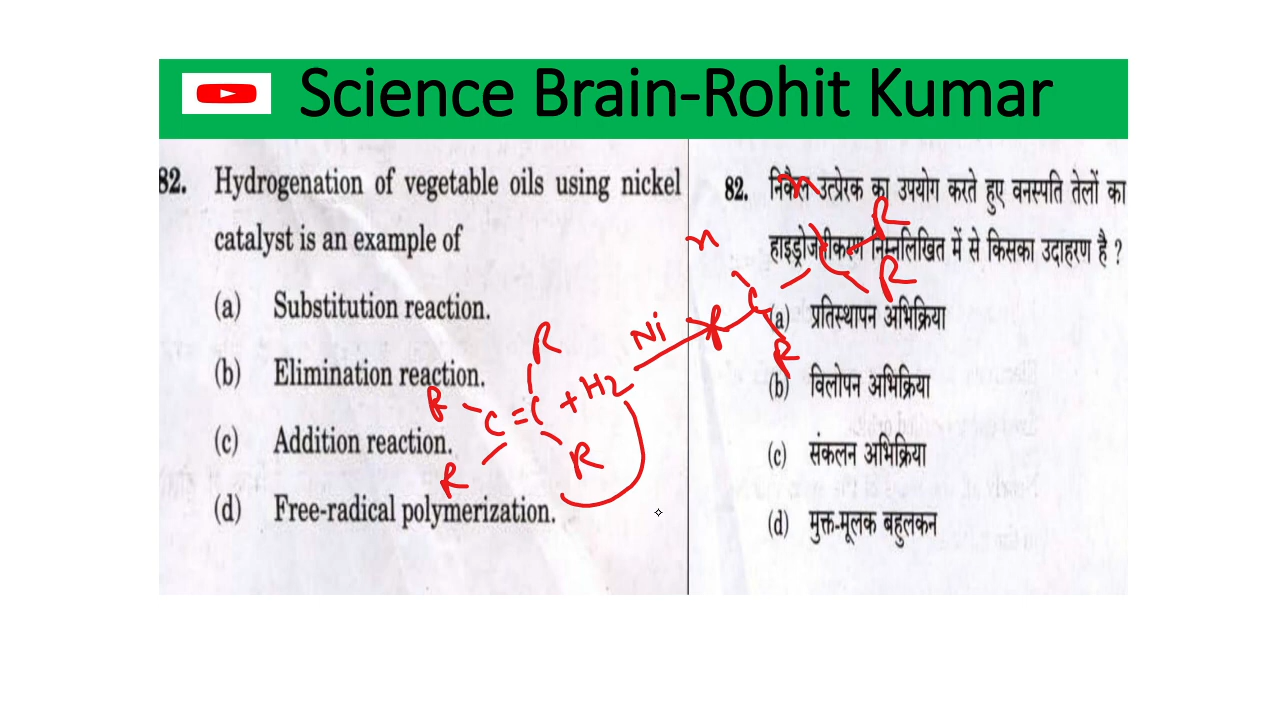 Science Brain-Rohit Kumar
82. Hydrogenation of vegetable oils using nickel
catalyst is an example of
(a) Substitution reaction.
(b) Elimination reaction.
(c) Addition reaction.
(d) Free-radical polymerization.
82. निकैल उत्प्रेरक का उपयोग करते हुए वनस्पति तेलों का
हाइड्रोजनीकरण निम्नलिखित में से किसका उदाहरण है ?
(a) प्रतिस्थापन अभिक्रिया
(b) विलोपन अभिक्रिया
(c) संकलन अभिक्रिया
(d) मुक्त-मूलक बहुलकन
R
R
C=C + H2
R
R
Ni
R
R
C
R